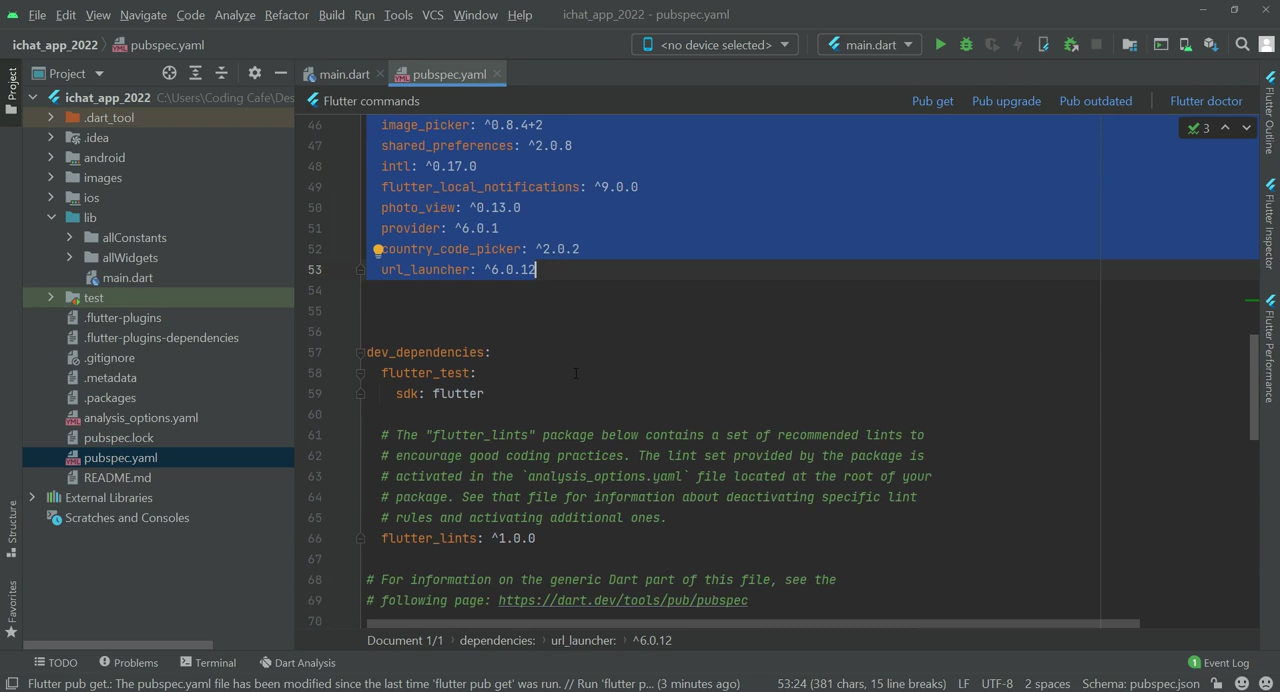 File Edit View Navigate Code Analyze Refactor Build Run Tools VCS Window Help ichat_app_2022 - pubspec.yaml
ichat_app_2022 pubspec.yaml <no device selected> main.dart
Project main.dart pubspec.yaml
Project
ichat_app_2022 C:\Users\Coding Cafe\Des
.dart_tool
.idea
android
images
ios
lib
allConstants
allWidgets
main.dart
test
.flutter-plugins
.flutter-plugins-dependencies
.gitignore
.metadata
.packages
analysis_options.yaml
pubspec.lock
pubspec.yaml
README.md
External Libraries
Scratches and Consoles
Structure
Favorites
Flutter commands Pub get Pub upgrade Pub outdated Flutter doctor
3
46 image_picker: ^0.8.4+2
47 shared_preferences: ^2.0.8
48 intl: ^0.17.0
49 flutter_local_notifications: ^9.0.0
50 photo_view: ^0.13.0
51 provider: ^6.0.1
52 country_code_picker: ^2.0.2
53 url_launcher: ^6.0.12
54
55
56
57 dev_dependencies:
58 flutter_test:
59 sdk: flutter
60
61 # The "flutter_lints" package below contains a set of recommended lints to
62 # encourage good coding practices. The lint set provided by the package is
63 # activated in the `analysis_options.yaml` file located at the root of your
64 # package. See that file for information about deactivating specific lint
65 # rules and activating additional ones.
66 flutter_lints: ^1.0.0
67
68 # For information on the generic Dart part of this file, see the
69 # following page: https://dart.dev/tools/pub/pubspec
70
Document 1/1 dependencies: url_launcher: ^6.0.12
Flutter Outline
Flutter Inspector
Flutter Performance
TODO Problems Terminal Dart Analysis 1 Event Log
Flutter pub get.: The pubspec.yaml file has been modified since the last time 'flutter pub get' was run. // Run 'flutter p... (3 minutes ago) 53:24 (381 chars, 15 line breaks) LF UTF-8 2 spaces Schema: pubspec.json